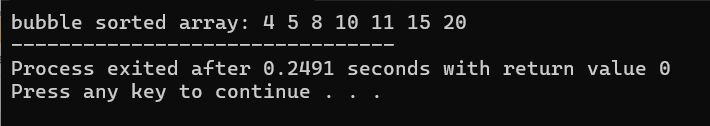 bubble sorted array: 4 5 8 10 11 15 20
--------------------------------
Process exited after 0.2491 seconds with return value 0
Press any key to continue . . .